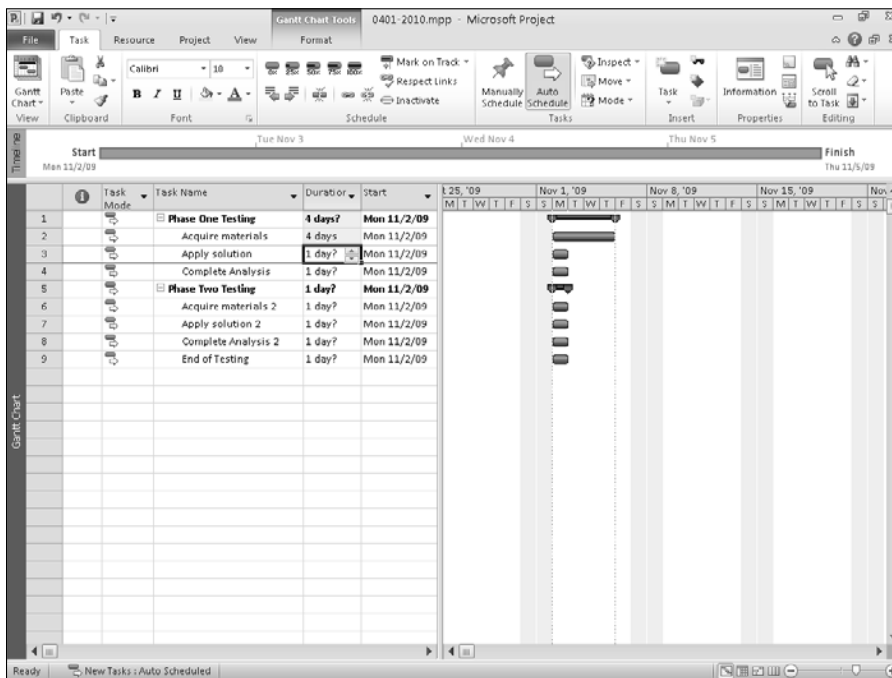 Gantt Chart Tools 0401-2010.mpp - Microsoft Project
File Task Resource Project View Format
Gantt Chart
View
Paste
Clipboard
Calibri 10
B I U A
Font
0% 25% 50% 75% 100%
Mark on Track
Respect Links
Inactivate
Schedule
Manually Schedule
Auto Schedule
Inspect
Move
Mode
Tasks
Task
Insert
Information
Properties
Scroll to Task
Editing
Timeline
Tue Nov 3 Wed Nov 4 Thu Nov 5
Start
Mon 11/2/09
Finish
Thu 11/5/09
Task Mode Task Name Duration Start
t 25, '09 Nov 1, '09 Nov 8, '09 Nov 15, '09 Nov
M T W T F S S M T W T F S S M T W T F S S M T W T F S S
1 Phase One Testing 4 days? Mon 11/2/09
2 Acquire materials 4 days Mon 11/2/09
3 Apply solution 1 day? Mon 11/2/09
4 Complete Analysis 1 day? Mon 11/2/09
5 Phase Two Testing 1 day? Mon 11/2/09
6 Acquire materials 2 1 day? Mon 11/2/09
7 Apply solution 2 1 day? Mon 11/2/09
8 Complete Analysis 2 1 day? Mon 11/2/09
9 End of Testing 1 day? Mon 11/2/09
Gantt Chart
Ready New Tasks : Auto Scheduled